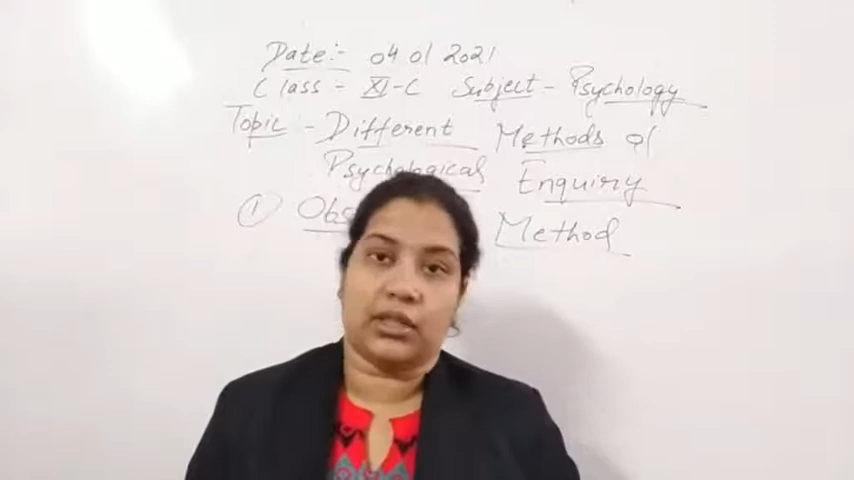 Date:- 04 01 2021
Class - XI-C Subject - Psychology
Topic - Different Methods of
Psychological Enquiry
① Method